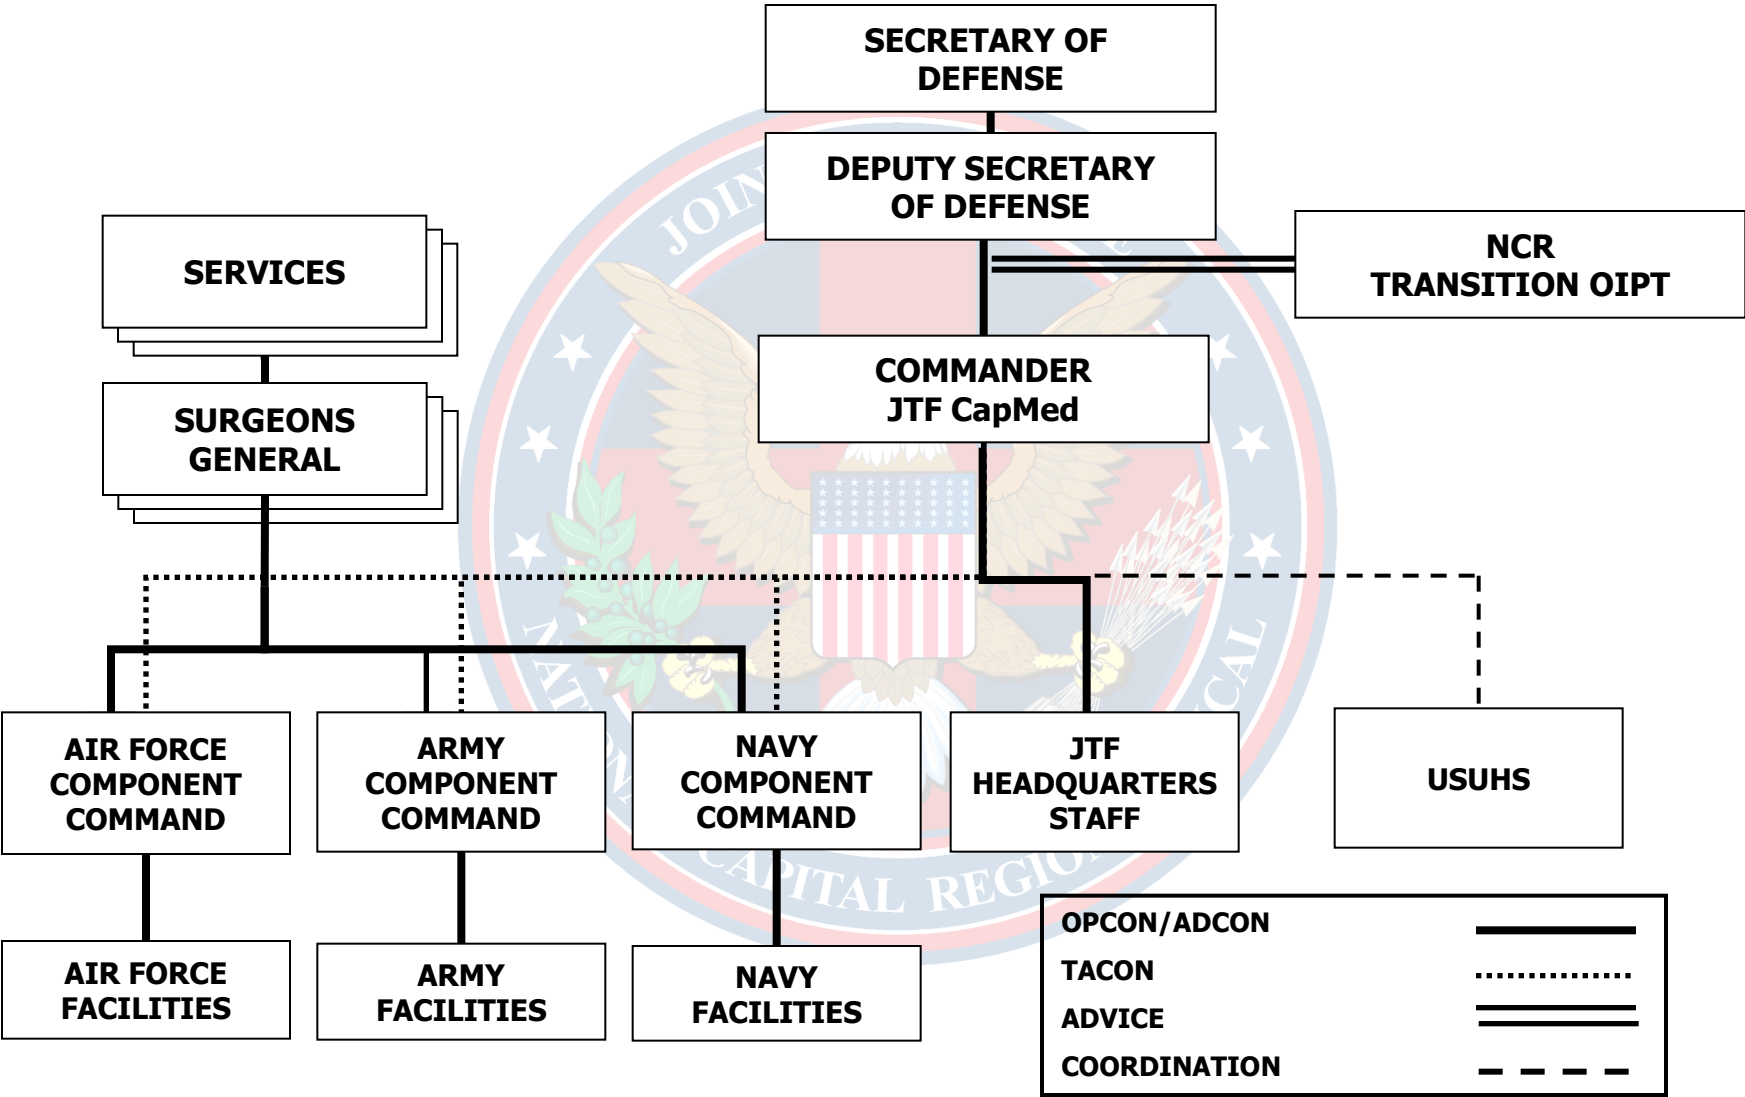 SECRETARY OF
DEFENSE
DEPUTY SECRETARY
OF DEFENSE
NCR
TRANSITION OIPT
SERVICES
COMMANDER
JTF CapMed
SURGEONS
GENERAL
AIR FORCE
COMPONENT
COMMAND
ARMY
COMPONENT
COMMAND
NAVY
COMPONENT
COMMAND
JTF
HEADQUARTERS
STAFF
USUHS
AIR FORCE
FACILITIES
ARMY
FACILITIES
NAVY
FACILITIES
OPCON/ADCON
TACON
ADVICE
COORDINATION
CAPITAL